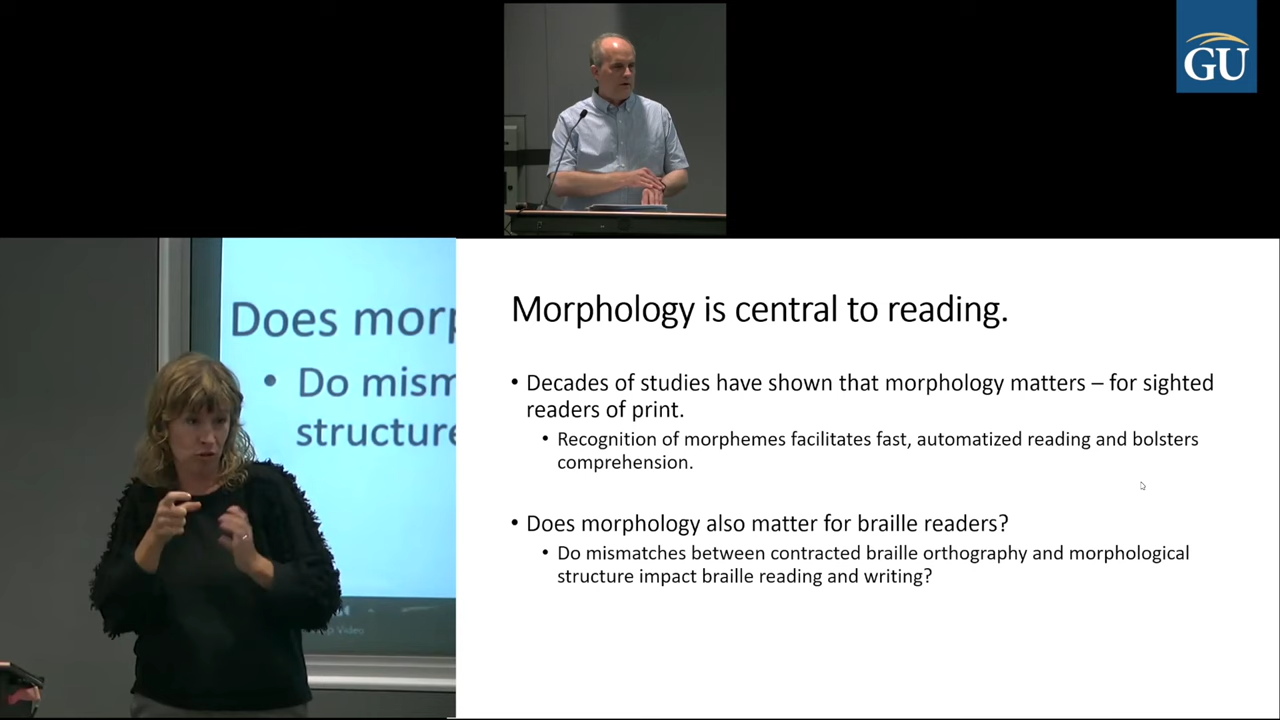 GU
Does morp
• Do mism
structure
Video
Morphology is central to reading.
• Decades of studies have shown that morphology matters – for sighted
readers of print.
• Recognition of morphemes facilitates fast, automatized reading and bolsters
comprehension.
• Does morphology also matter for braille readers?
• Do mismatches between contracted braille orthography and morphological
structure impact braille reading and writing?